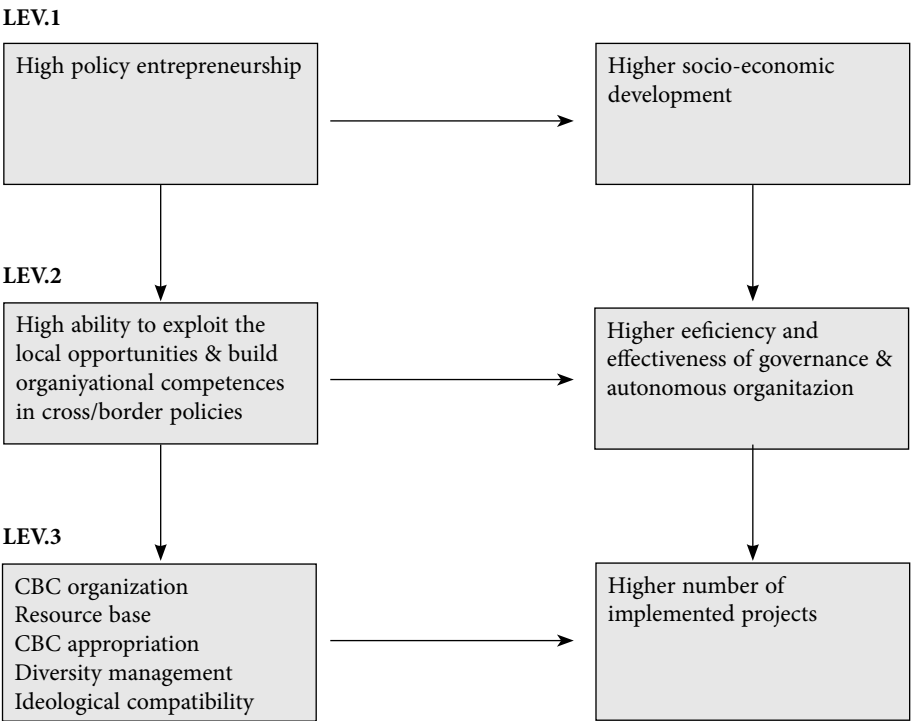 LEV.1
High policy entrepreneurship
Higher socio-economic
development
LEV.2
High ability to exploit the
local opportunities & build
organiyational competences
in cross/border policies
Higher eeficiency and
effectiveness of governance &
autonomous organitazion
LEV.3
CBC organization
Resource base
CBC appropriation
Diversity management
Ideological compatibility
Higher number of
implemented projects